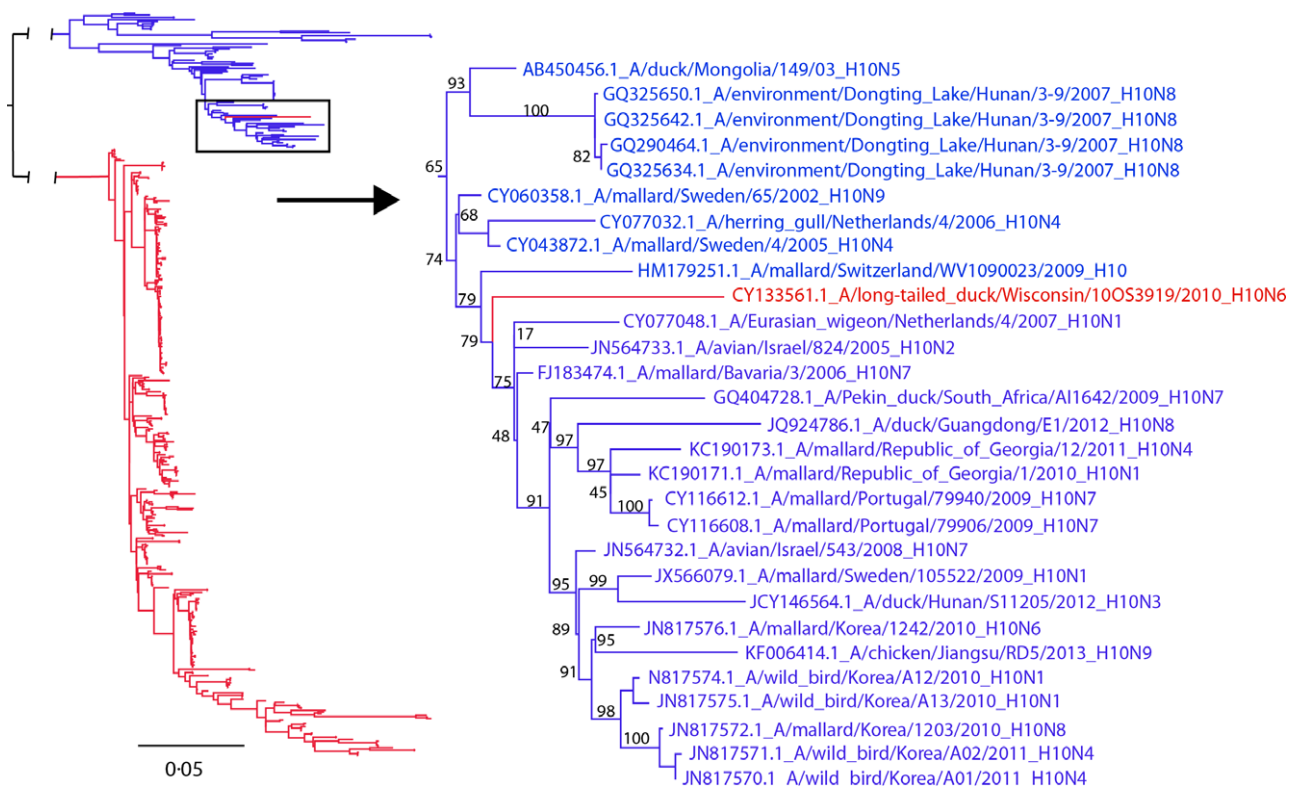 AB450456.1_A/duck/Mongolia/149/03_H10N5
93
GQ325650.1_A/environment/Dongting_Lake/Hunan/3-9/2007_H10N8
100
GQ325642.1_A/environment/Dongting_Lake/Hunan/3-9/2007_H10N8
GQ290464.1_A/environment/Dongting_Lake/Hunan/3-9/2007_H10N8
82
GQ325634.1_A/environment/Dongting_Lake/Hunan/3-9/2007_H10N8
65
CY060358.1_A/mallard/Sweden/65/2002_H10N9
68
CY077032.1_A/herring_gull/Netherlands/4/2006_H10N4
CY043872.1_A/mallard/Sweden/4/2005_H10N4
74
HM179251.1_A/mallard/Switzerland/WV1090023/2009_H10
79
CY133561.1_A/long-tailed_duck/Wisconsin/10OS3919/2010_H10N6
CY077048.1_A/Eurasian_wigeon/Netherlands/4/2007_H10N1
17
79
JN564733.1_A/avian/Israel/824/2005_H10N2
FJ183474.1_A/mallard/Bavaria/3/2006_H10N7
75
GQ404728.1_A/Pekin_duck/South_Africa/AI1642/2009_H10N7
JQ924786.1_A/duck/Guangdong/E1/2012_H10N8
47
48
97
KC190173.1_A/mallard/Republic_of_Georgia/12/2011_H10N4
97
KC190171.1_A/mallard/Republic_of_Georgia/1/2010_H10N1
45
CY116612.1_A/mallard/Portugal/79940/2009_H10N7
91
100
CY116608.1_A/mallard/Portugal/79906/2009_H10N7
JN564732.1_A/avian/Israel/543/2008_H10N7
JX566079.1_A/mallard/Sweden/105522/2009_H10N1
95
99
JCY146564.1_A/duck/Hunan/S11205/2012_H10N3
89
JN817576.1_A/mallard/Korea/1242/2010_H10N6
95
KF006414.1_A/chicken/Jiangsu/RD5/2013_H10N9
91
N817574.1_A/wild_bird/Korea/A12/2010_H10N1
JN817575.1_A/wild_bird/Korea/A13/2010_H10N1
98
JN817572.1_A/mallard/Korea/1203/2010_H10N8
100
JN817571.1_A/wild_bird/Korea/A02/2011_H10N4
JN817570.1_A/wild_bird/Korea/A01/2011_H10N4
0·05